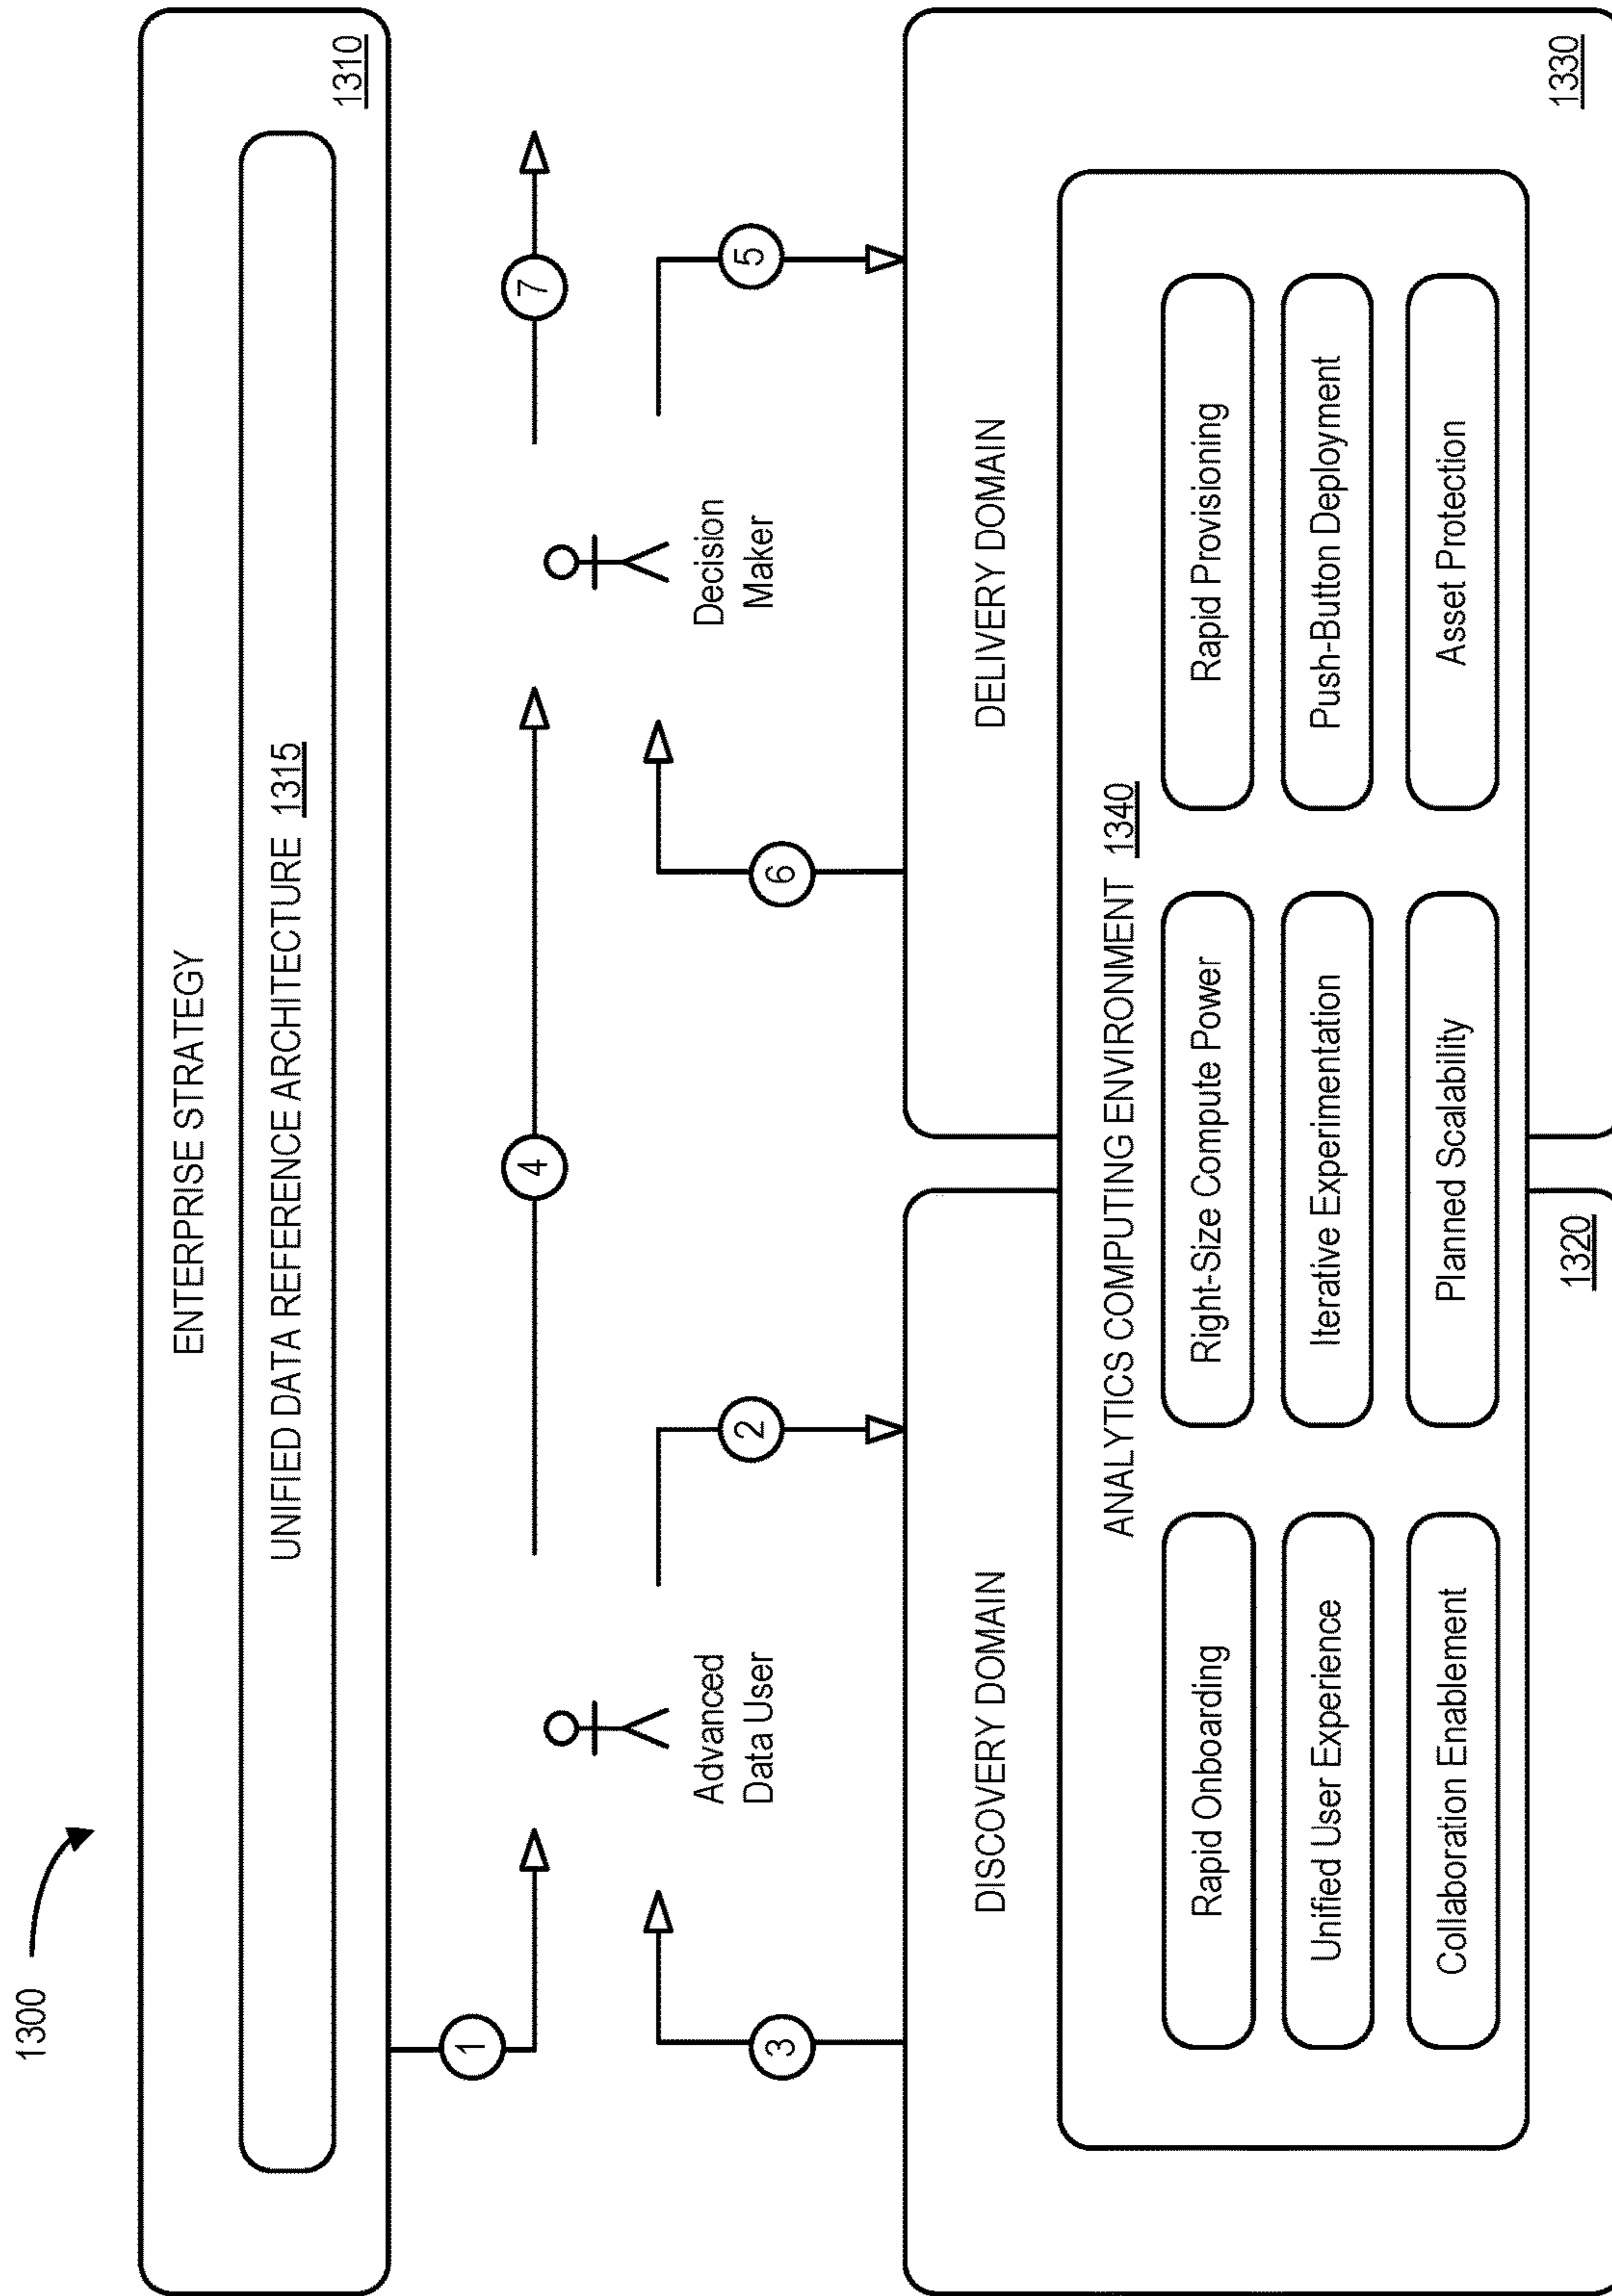 1300
ENTERPRISE STRATEGY
UNIFIED DATA REFERENCE ARCHITECTURE 1315
1310
1
4
7
Advanced
Data User
Decision
Maker
3
2
6
5
DISCOVERY DOMAIN
DELIVERY DOMAIN
ANALYTICS COMPUTING ENVIRONMENT 1340
Rapid Onboarding
Right-Size Compute Power
Rapid Provisioning
Unified User Experience
Iterative Experimentation
Push-Button Deployment
Collaboration Enablement
Planned Scalability
Asset Protection
1320
1330